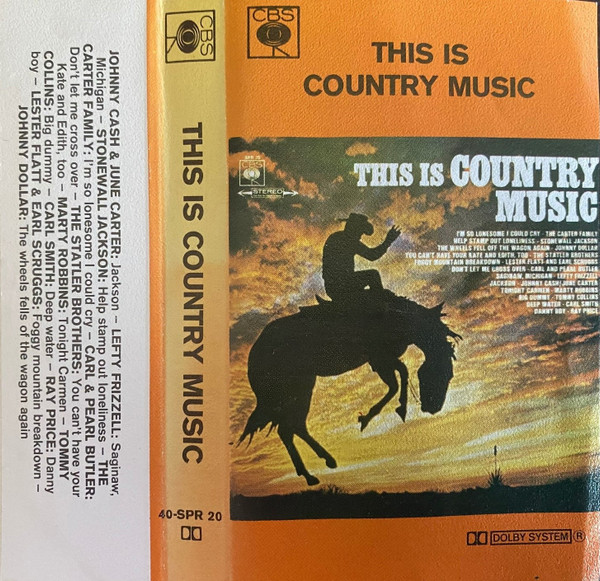 JOHNNY CASH & JUNE CARTER: Jackson – LEFTY FRIZZELL: Saginaw,
Michigan – STONEWALL JACKSON: Help stamp out loneliness – THE
CARTER FAMILY: I'm so lonesome I could cry – CARL & PEARL BUTLER:
Don't let me cross over – THE STATLER BROTHERS: You can't have your
Kate and Edith, too – MARTY ROBBINS: Tonight Carmen – TOMMY
COLLINS: Big dummy – CARL SMITH: Deep water – RAY PRICE: Danny
boy – LESTER FLATT & EARL SCRUGGS: Foggy mountain breakdown –
JOHNNY DOLLAR: The wheels fells of the wagon again
CBS
THIS IS COUNTRY MUSIC
40-SPR 20
CBS
THIS IS
COUNTRY MUSIC
SPR 20
CBS
STEREO
THIS IS COUNTRY
MUSIC
I'M SO LONESOME I COULD CRY - THE CARTER FAMILY
HELP STAMP OUT LONELINESS - STONEWALL JACKSON
THE WHEELS FELL OFF THE WAGON AGAIN - JOHNNY DOLLAR
YOU CAN'T HAVE YOUR KATE AND EDITH, TOO - THE STATLER BROTHERS
FOGGY MOUNTAIN BREAKDOWN - LESTER FLATT AND EARL SCRUGGS
DON'T LET ME CROSS OVER - CARL AND PEARL BUTLER
SAGINAW, MICHIGAN - LEFTY FRIZZELL
JACKSON - JOHNNY CASH/JUNE CARTER
TONIGHT CARMEN - MARTY ROBBINS
BIG DUMMY - TOMMY COLLINS
DEEP WATER - CARL SMITH
DANNY BOY - RAY PRICE
DOLBY SYSTEM ®